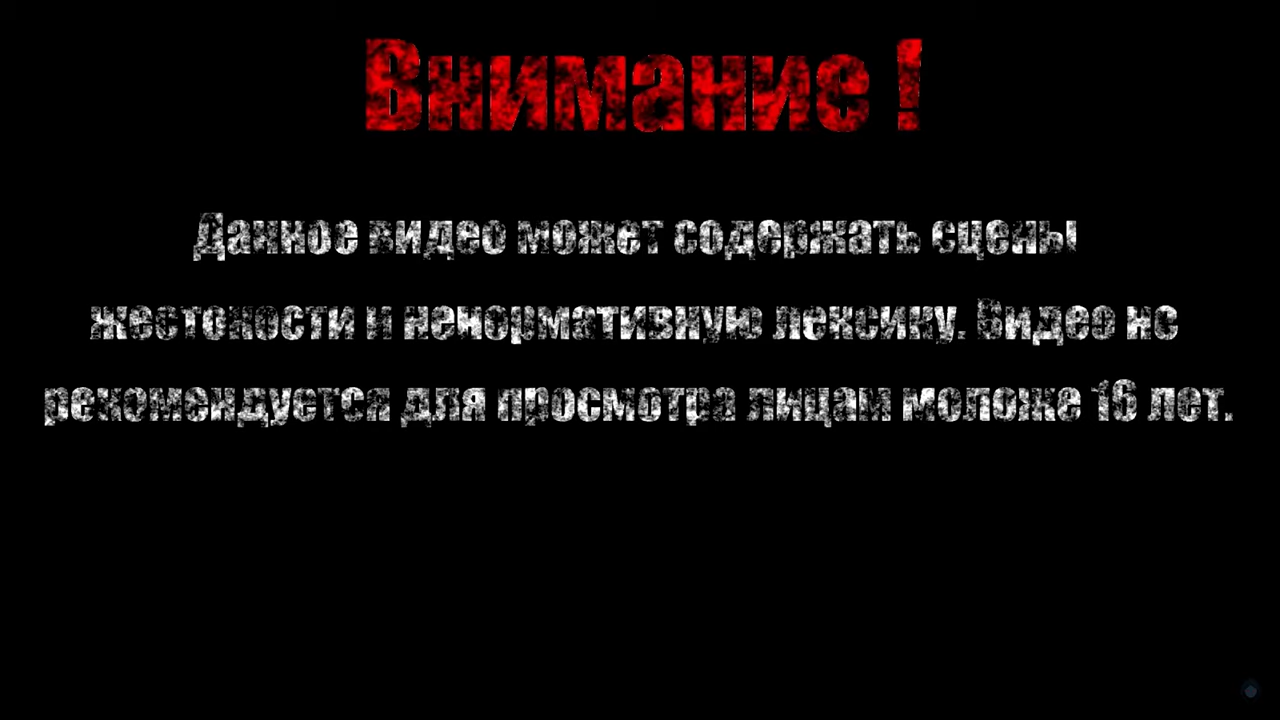 Внимание !
Данное видео может содержать сцены
жестокости и ненормативную лексику. Видео не
рекомендуется для просмотра лицам моложе 16 лет.